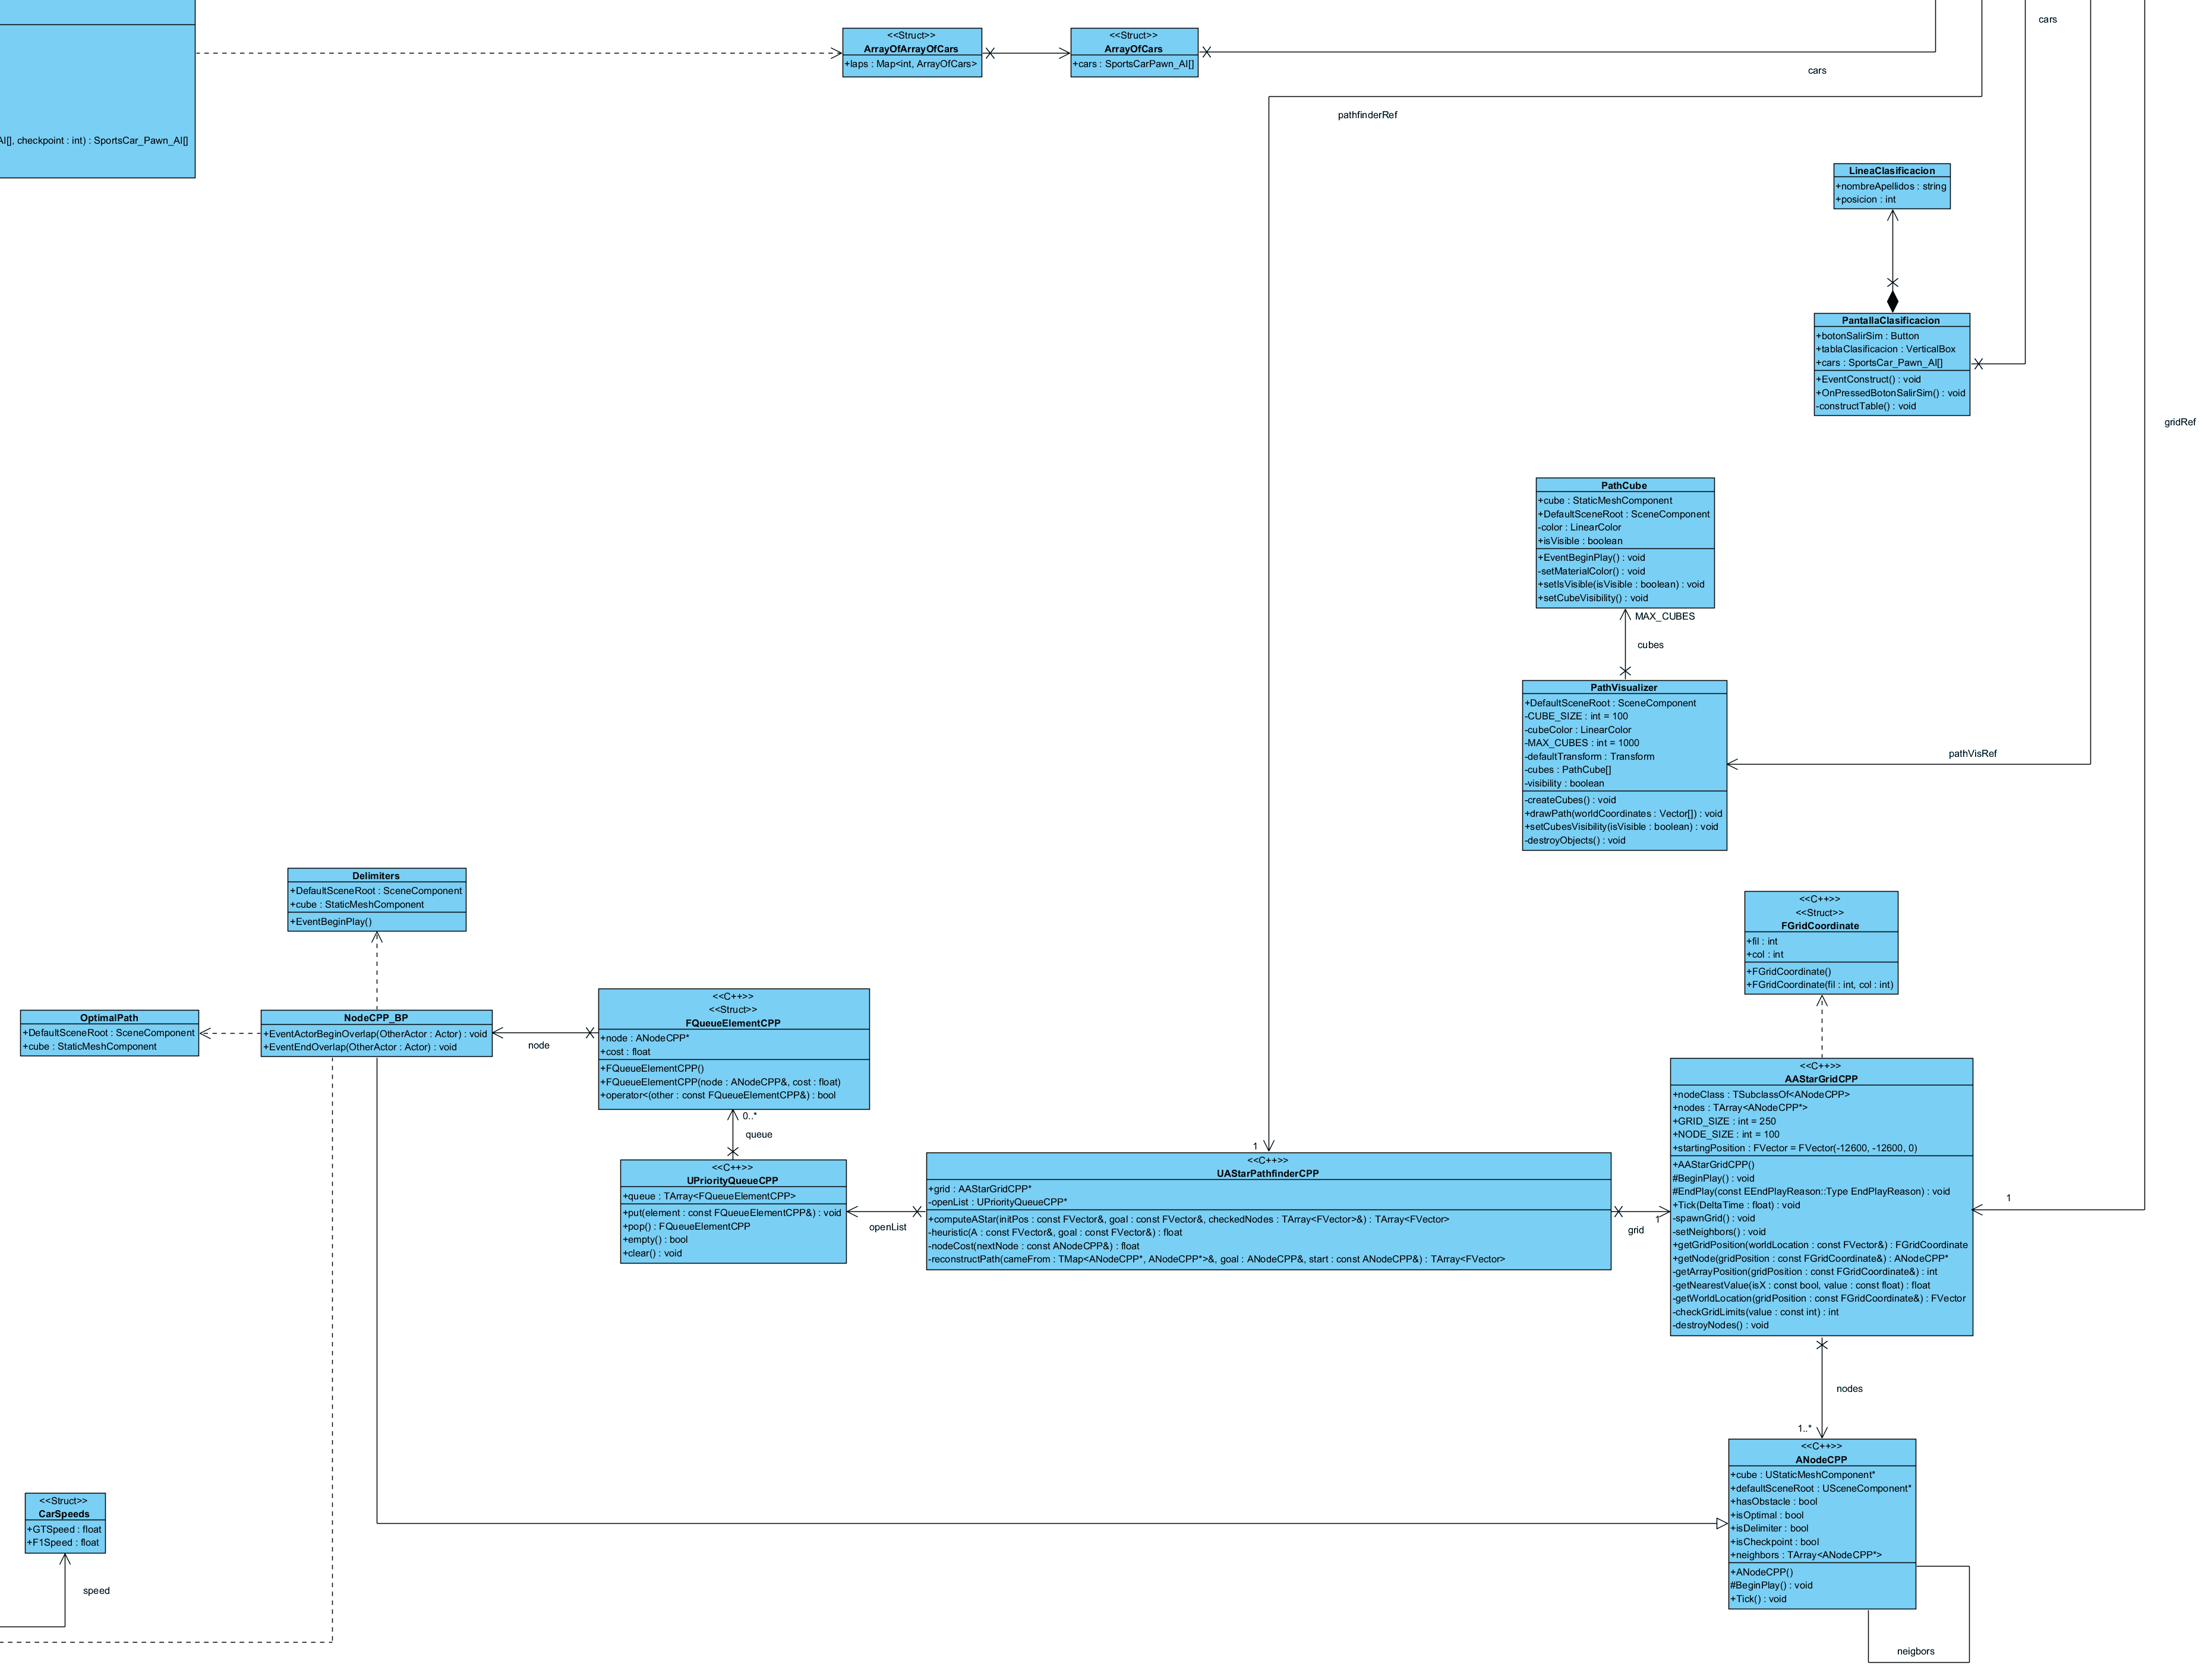 AI[], checkpoint : int) : SportsCar_Pawn_AI[]
<<Struct>>
ArrayOfArrayOfCars
+laps : Map<int, ArrayOfCars>
<<Struct>>
ArrayOfCars
+cars : SportsCarPawn_AI[]
cars
cars
pathfinderRef
LineaClasificacion
+nombreApellidos : string
+posicion : int
PantallaClasificacion
+botonSalirSim : Button
+tablaClasificacion : VerticalBox
+cars : SportsCar_Pawn_AI[]
+EventConstruct() : void
+OnPressedBotonSalirSim() : void
-constructTable() : void
gridRef
PathCube
+cube : StaticMeshComponent
+DefaultSceneRoot : SceneComponent
-color : LinearColor
+isVisible : boolean
+EventBeginPlay() : void
-setMaterialColor() : void
+setIsVisible(isVisible : boolean) : void
+setCubeVisibility() : void
MAX_CUBES
cubes
PathVisualizer
+DefaultSceneRoot : SceneComponent
-CUBE_SIZE : int = 100
-cubeColor : LinearColor
-MAX_CUBES : int = 1000
-defaultTransform : Transform
-cubes : PathCube[]
-visibility : boolean
-createCubes() : void
+drawPath(worldCoordinates : Vector[]) : void
+setCubesVisibility(isVisible : boolean) : void
-destroyObjects() : void
pathVisRef
Delimiters
+DefaultSceneRoot : SceneComponent
+cube : StaticMeshComponent
+EventBeginPlay()
<<C++>>
<<Struct>>
FGridCoordinate
+fil : int
+col : int
+FGridCoordinate()
+FGridCoordinate(fil : int, col : int)
OptimalPath
+DefaultSceneRoot : SceneComponent
+cube : StaticMeshComponent
NodeCPP_BP
+EventActorBeginOverlap(OtherActor : Actor) : void
+EventEndOverlap(OtherActor : Actor) : void
node
<<C++>>
<<Struct>>
FQueueElementCPP
+node : ANodeCPP*
+cost : float
+FQueueElementCPP()
+FQueueElementCPP(node : ANodeCPP&, cost : float)
+operator<(other : const FQueueElementCPP&) : bool
0..*
queue
<<C++>>
UPriorityQueueCPP
+queue : TArray<FQueueElementCPP>
+put(element : const FQueueElementCPP&) : void
+pop() : FQueueElementCPP
+empty() : bool
+clear() : void
openList
1
<<C++>>
UAStarPathfinderCPP
+grid : AAStarGridCPP*
-openList : UPriorityQueueCPP*
+computeAStar(initPos : const FVector&, goal : const FVector&, checkedNodes : TArray<FVector>&) : TArray<FVector>
-heuristic(A : const FVector&, goal : const FVector&) : float
-nodeCost(nextNode : const ANodeCPP&) : float
-reconstructPath(cameFrom : TMap<ANodeCPP*, ANodeCPP*>&, goal : ANodeCPP&, start : const ANodeCPP&) : TArray<FVector>
1
grid
<<C++>>
AAStarGridCPP
+nodeClass : TSubclassOf<ANodeCPP>
+nodes : TArray<ANodeCPP*>
+GRID_SIZE : int = 250
+NODE_SIZE : int = 100
+startingPosition : FVector = FVector(-12600, -12600, 0)
+AAStarGridCPP()
#BeginPlay() : void
#EndPlay(const EEndPlayReason::Type EndPlayReason) : void
+Tick(DeltaTime : float) : void
-spawnGrid() : void
-setNeighbors() : void
+getGridPosition(worldLocation : const FVector&) : FGridCoordinate
+getNode(gridPosition : const FGridCoordinate&) : ANodeCPP*
-getArrayPosition(gridPosition : const FGridCoordinate&) : int
-getNearestValue(isX : const bool, value : const float) : float
-getWorldLocation(gridPosition : const FGridCoordinate&) : FVector
-checkGridLimits(value : const int) : int
-destroyNodes() : void
1
nodes
1..*
<<C++>>
ANodeCPP
+cube : UStaticMeshComponent*
+defaultSceneRoot : USceneComponent*
+hasObstacle : bool
+isOptimal : bool
+isDelimiter : bool
+isCheckpoint : bool
+neighbors : TArray<ANodeCPP*>
+ANodeCPP()
#BeginPlay() : void
+Tick() : void
neigbors
<<Struct>>
CarSpeeds
+GTSpeed : float
+F1Speed : float
speed